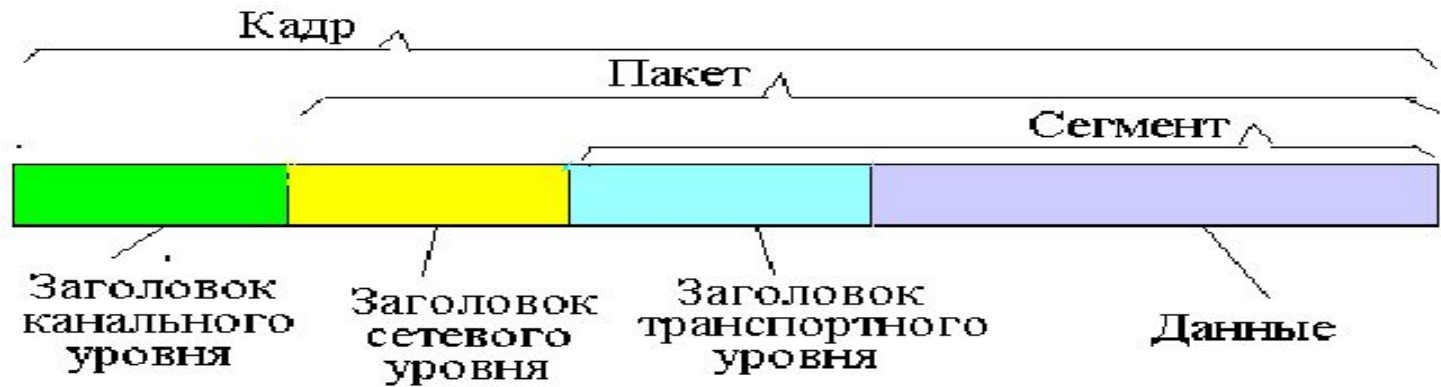 Кадр
Пакет
Сегмент
Заголовок
канального
уровня
Заголовок
сетевого
уровня
Заголовок
транспортного
уровня
Данные